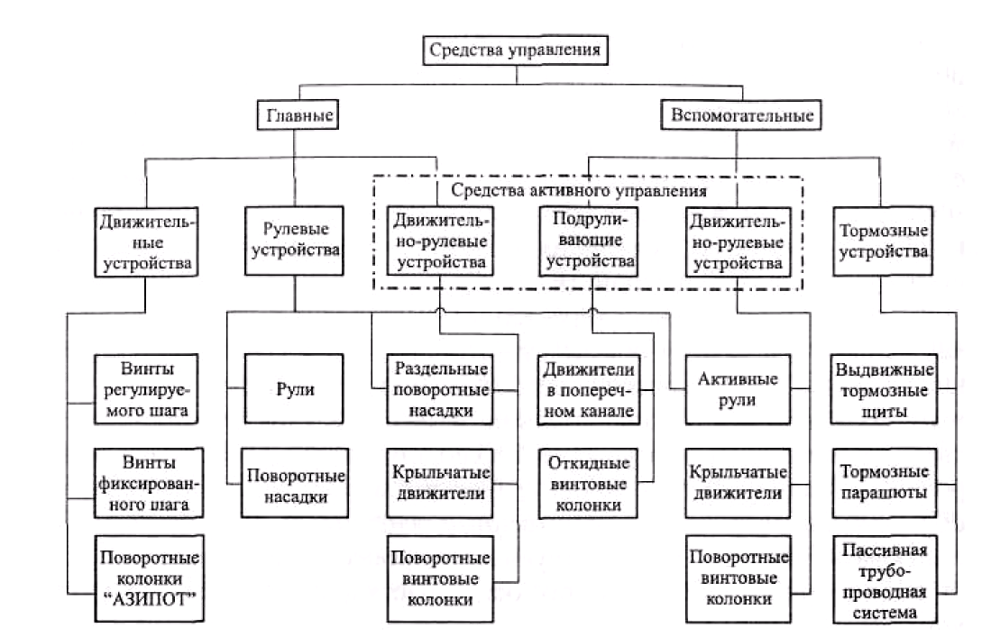 Средства управления
Главные
Вспомогательные
Средства активного управления
Движитель-
ные
устройства
Рулевые
устройства
Движитель-
но-рулевые
устройства
Подрули-
вающие
устройства
Движитель-
но-рулевые
устройства
Тормозные
устройства
Винты
регулируе-
мого шага
Рули
Раздельные
поворотные
насадки
Движители
в попереч-
ном канале
Активные
рули
Выдвижные
тормозные
щиты
Винты
фиксирован-
ного шага
Поворотные
насадки
Крыльчатые
движители
Откидные
винтовые
колонки
Крыльчатые
движители
Тормозные
парашюты
Поворотные
колонки
“АЗИПОТ”
Поворотные
винтовые
колонки
Поворотные
винтовые
колонки
Пассивная
трубо-
проводная
система